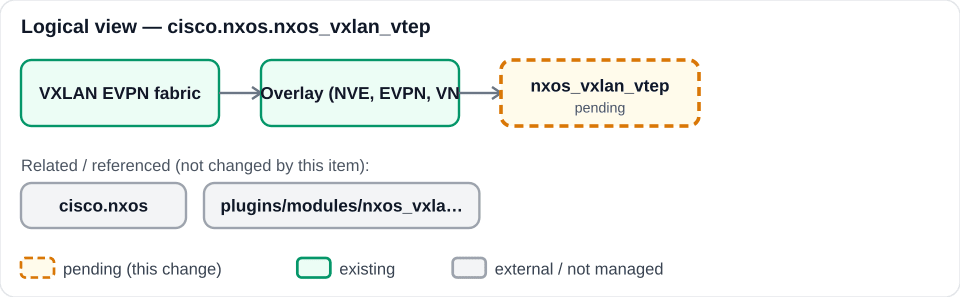 Logical view — cisco.nxos.nxos_vxlan_vtep
VXLAN EVPN fabric
Overlay (NVE, EVPN, VN
nxos_vxlan_vtep
pending
Related / referenced (not changed by this item):
cisco.nxos
plugins/modules/nxos_vxla…
pending (this change)
existing
external / not managed